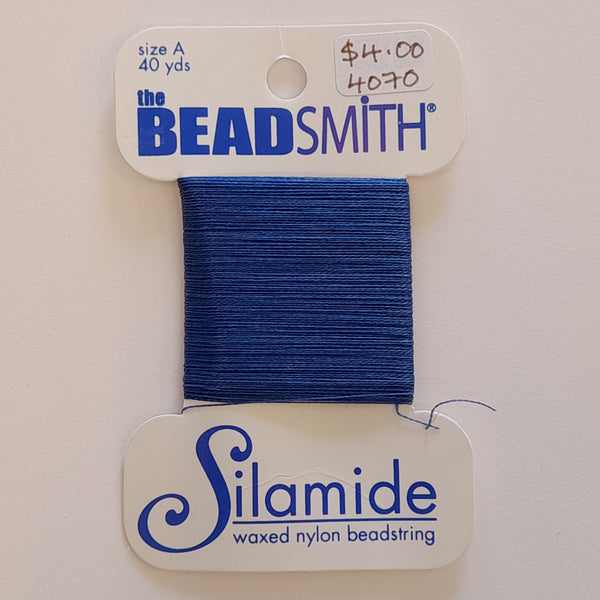 size A
40 yds
$4.00
4070
the
BEADSMiTH®
Silamide
waxed nylon beadstring